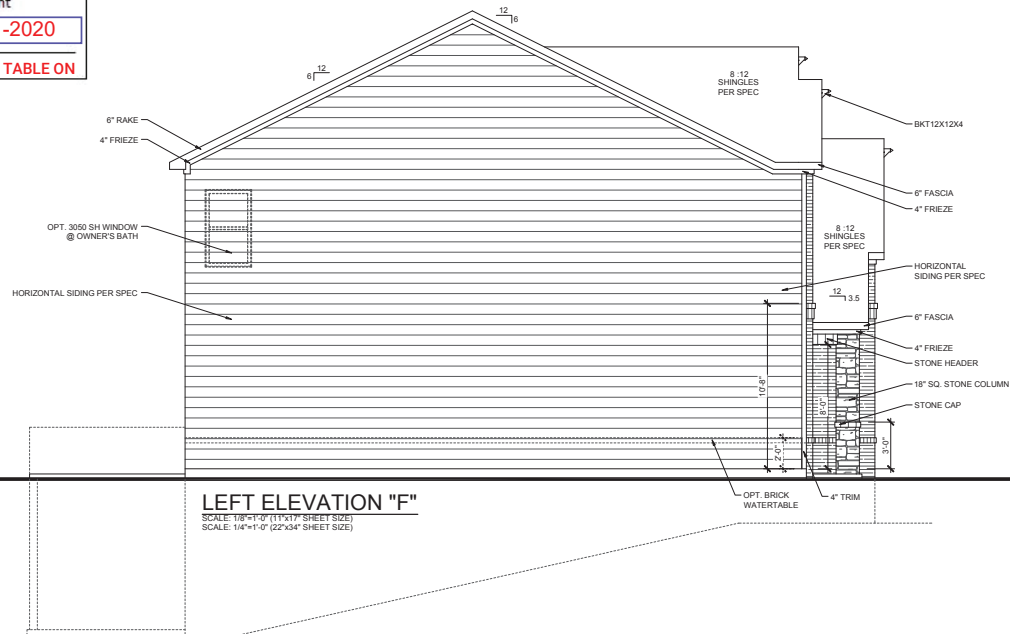 -2020
TABLE ON
12
6
12
6
8 :12
SHINGLES
PER SPEC
BKT12X12X4
6" RAKE
4" FRIEZE
6" FASCIA
4" FRIEZE
OPT. 3050 SH WINDOW
@ OWNER'S BATH
8 :12
SHINGLES
PER SPEC
HORIZONTAL
SIDING PER SPEC
HORIZONTAL SIDING PER SPEC
12
3.5
6" FASCIA
4" FRIEZE
STONE HEADER
18" SQ. STONE COLUMN
STONE CAP
10'-8"
8'-0"
2'-0"
3'-0"
OPT. BRICK
WATERTABLE
4" TRIM
LEFT ELEVATION "F"
SCALE: 1/8"=1'-0" (11"x17" SHEET SIZE)
SCALE: 1/4"=1'-0" (22"x34" SHEET SIZE)